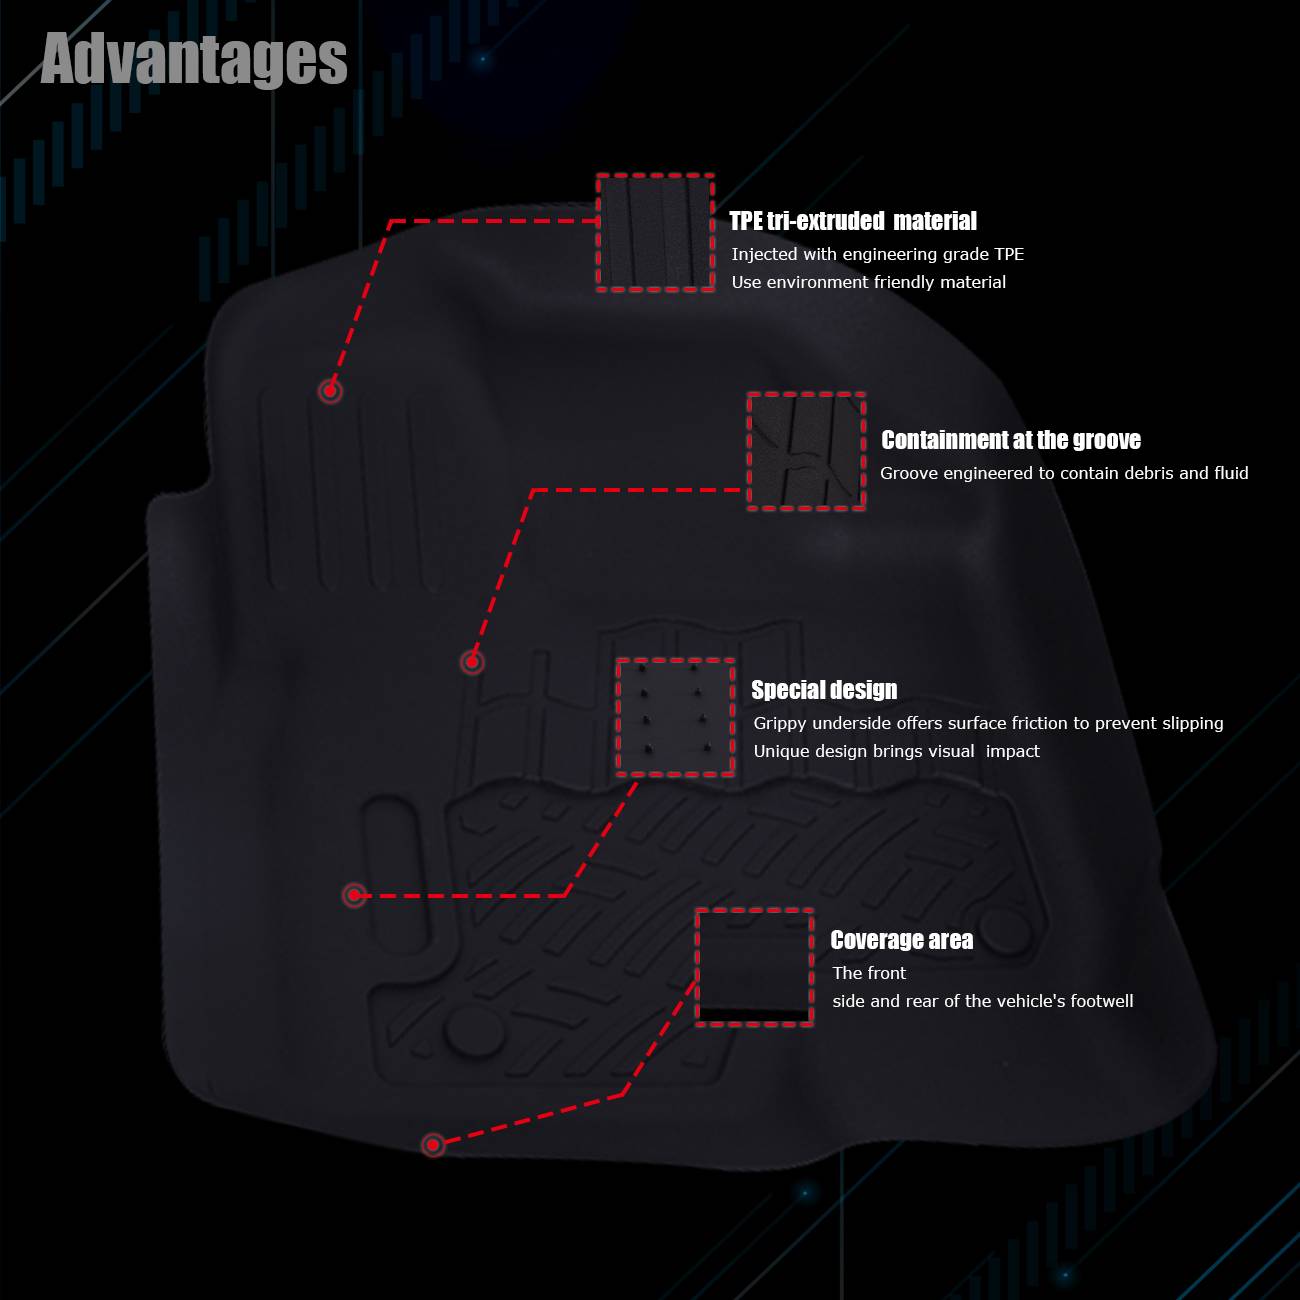 Advantages
TPE tri-extruded  material
Injected with engineering grade TPE
Use environment friendly material
Containment at the groove
Groove engineered to contain debris and fluid
Special design
Grippy underside offers surface friction to prevent slipping
Unique design brings visual  impact
Coverage area
The front
side and rear of the vehicle's footwell